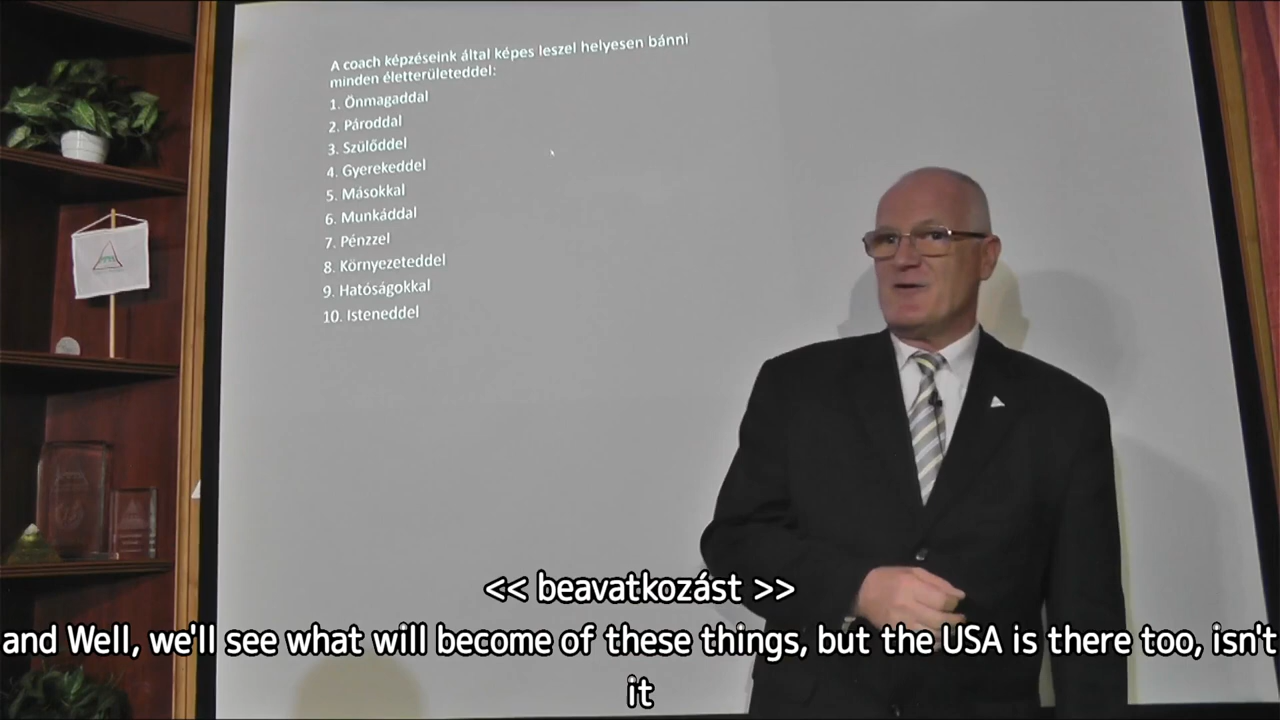 A coach képzéseink által képes leszel helyesen bánni
minden életterületeddel:
1. Önmagaddal
2. Pároddal
3. Szülőddel
4. Gyerekeddel
5. Másokkal
6. Munkáddal
7. Pénzzel
8. Környezeteddel
9. Hatóságokkal
10. Isteneddel
<< beavatkozást >>
and Well, we'll see what will become of these things, but the USA is there too, isn't
it